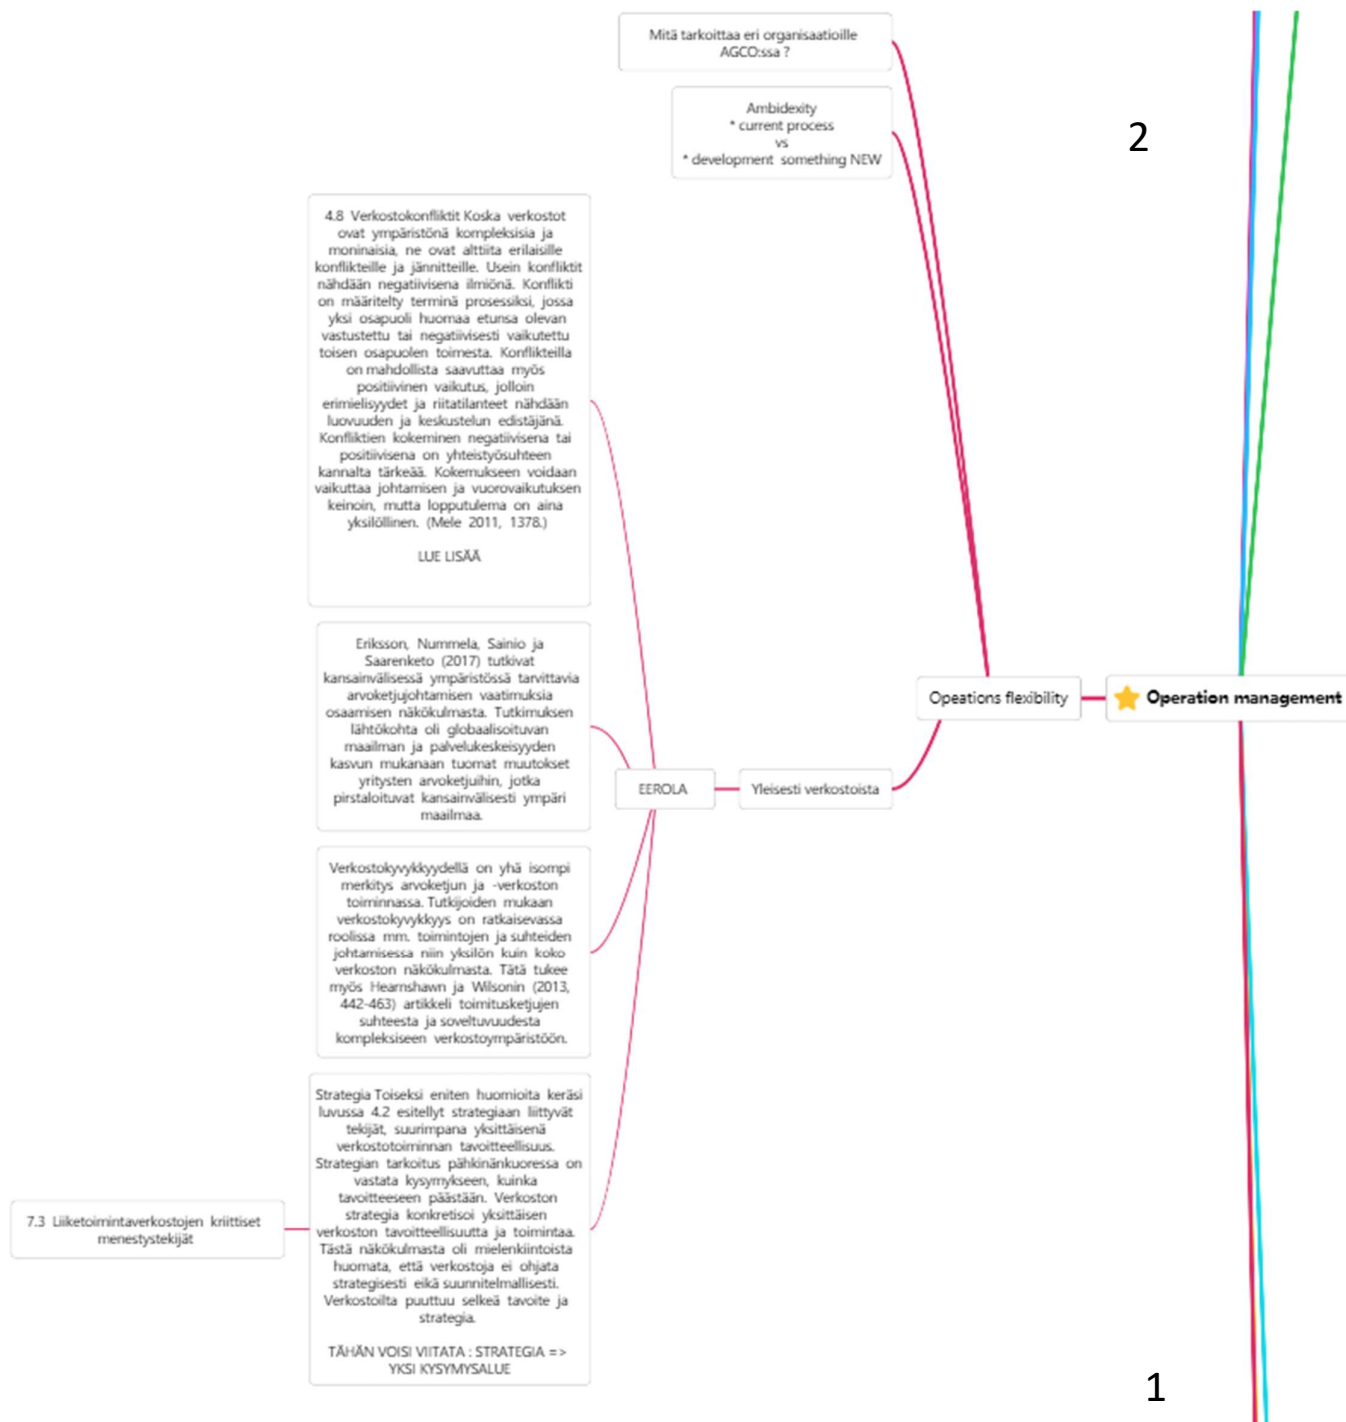 Mitä tarkoittaa eri organisaatioille
AGCO:ssa ?
Ambidexity
* current process
vs
* development something NEW
2
4.8 Verkostokonfliktit Koska verkostot
ovat ympäristönä kompleksisia ja
moninaisia, ne ovat alttiita erilaisille
konflikteille ja jännitteille. Usein konfliktit
nähdään negatiivisena ilmiönä. Konflikti
on määritelty terminä prosessiksi, jossa
yksi osapuoli huomaa etunsa olevan
vastustettu tai negatiivisesti vaikutettu
toisen osapuolen toimesta. Konflikteilla
on mahdollista saavuttaa myös
positiivinen vaikutus, jolloin
erimielisyydet ja riitatilanteet nähdään
luovuuden ja keskustelun edistäjänä.
Konfliktien kokeminen negatiivisena tai
positiivisena on yhteistyösuhteen
kannalta tärkeää. Kokemukseen voidaan
vaikuttaa johtamisen ja vuorovaikutuksen
keinoin, mutta lopputulema on aina
yksilöllinen. (Mele 2011, 1378.)
LUE LISÄÄ
Eriksson, Nummela, Sainio ja
Saarenketo (2017) tutkivat
kansainvälisessä ympäristössä tarvittavia
arvoketjujohtamisen vaatimuksia
osaamisen näkökulmasta. Tutkimuksen
lähtökohta oli globaalisoituvan
maailman ja palvelukeskeisyyden
kasvun mukanaan tuomat muutokset
yritysten arvoketjuihin, jotka
pirstaloituvat kansainvälisesti ympäri
maailmaa.
Opeations flexibility
Operation management
EEROLA
Yleisesti verkostoista
Verkostokyvykkyydellä on yhä isompi
merkitys arvoketjun ja -verkoston
toiminnassa. Tutkijoiden mukaan
verkostokyvykkyys on ratkaisevassa
roolissa mm. toimintojen ja suhteiden
johtamisessa niin yksilön kuin koko
verkoston näkökulmasta. Tätä tukee
myös Hearnshawn ja Wilsonin (2013,
442-463) artikkeli toimitusketjujen
suhteesta ja soveltuvuudesta
kompleksiseen verkostoympäristöön.
Strategia Toiseksi eniten huomioita keräsi
luvussa 4.2 esitellyt strategiaan liittyvät
tekijät, suurimpana yksittäisenä
verkostotoiminnan tavoitteellisuus.
Strategian tarkoitus pähkinänkuoressa on
vastata kysymykseen, kuinka
tavoitteeseen päästään. Verkoston
strategia konkretisoi yksittäisen
verkoston tavoitteellisuutta ja toimintaa.
Tästä näkökulmasta oli mielenkiintoista
huomata, että verkostoja ei ohjata
strategisesti eikä suunnitelmallisesti.
Verkostoilta puuttuu selkeä tavoite ja
strategia.
TÄHÄN VOISI VIITATA : STRATEGIA =>
YKSI KYSYMYSALUE
7.3 Liiketoimintaverkostojen kriittiset
menestystekijät
1